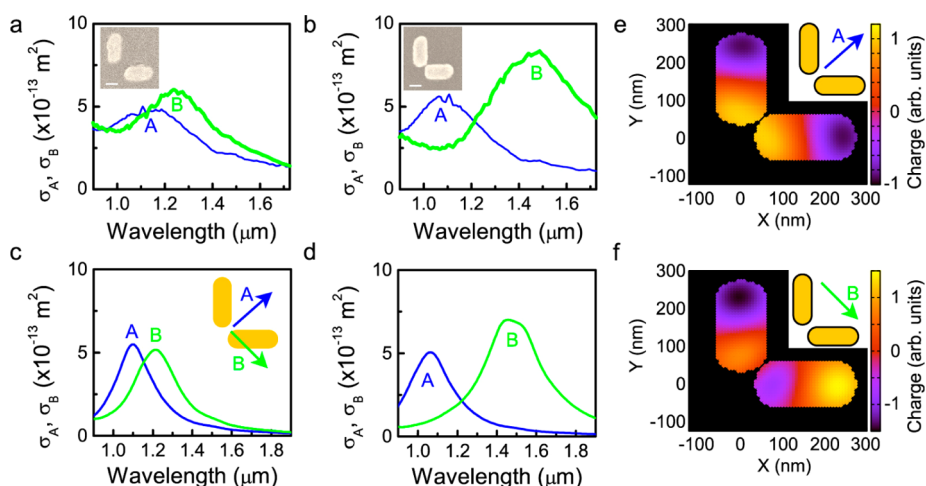 a
σA, σB (x10-13 m2)
10
5
0
A
B
1.0 1.2 1.4 1.6
Wavelength (μm)
b
σA, σB (x10-13 m2)
10
5
0
A
B
1.0 1.2 1.4 1.6
Wavelength (μm)
e
Y (nm)
300
200
100
0
-100
A
-100 0 100 200 300
X (nm)
1
0
-1
Charge (arb. units)
c
σA, σB (x10-13 m2)
10
5
0
A
B
A
B
1.0 1.2 1.4 1.6 1.8
Wavelength (μm)
d
σA, σB (x10-13 m2)
10
5
0
A
B
1.0 1.2 1.4 1.6 1.8
Wavelength (μm)
f
Y (nm)
300
200
100
0
-100
B
-100 0 100 200 300
X (nm)
1
0
-1
Charge (arb. units)